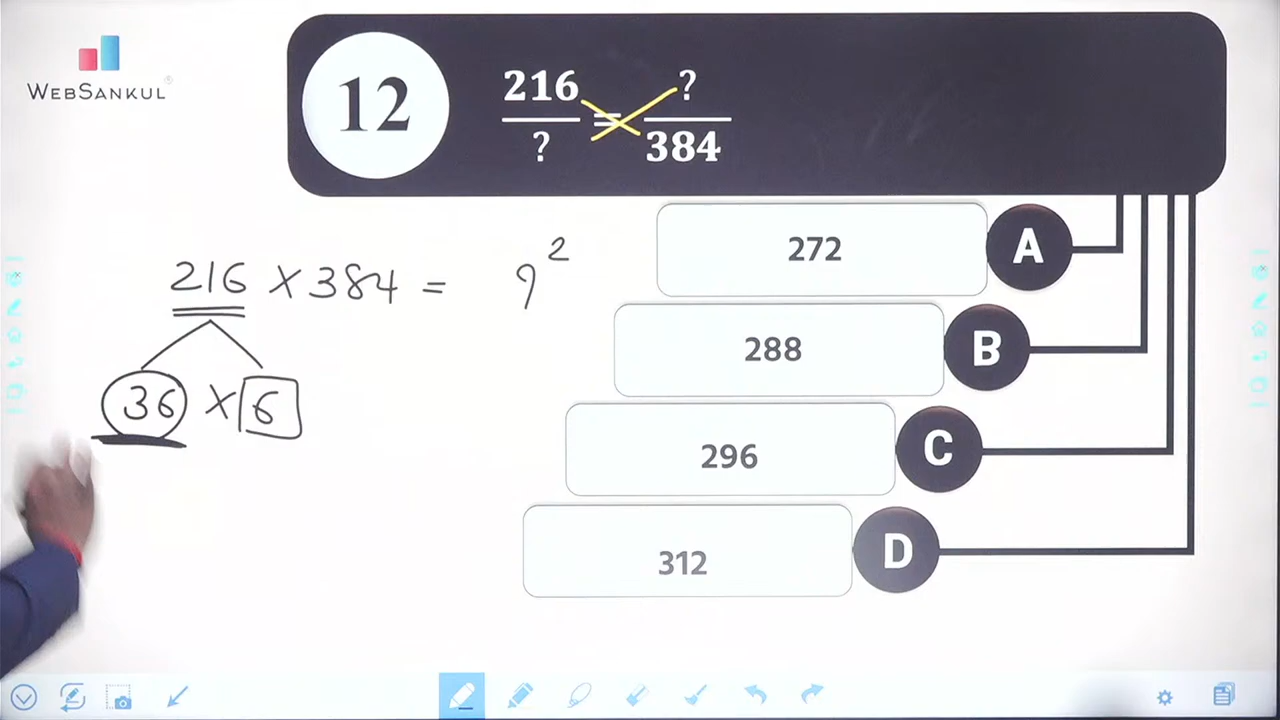 WEBSANKUL
12
216 = ?
? 384
272 A
216 × 384 = ?²
288 B
36 × 6
296 C
312 D